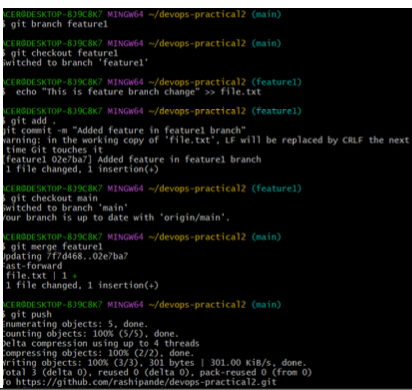 ACER@DESKTOP-8J9C8K7 MINGW64 ~/devops-practical2 (main)
$ git branch feature1
ACER@DESKTOP-8J9C8K7 MINGW64 ~/devops-practical2 (main)
$ git checkout feature1
Switched to branch 'feature1'
ACER@DESKTOP-8J9C8K7 MINGW64 ~/devops-practical2 (feature1)
$  echo "This is feature branch change" >> file.txt
ACER@DESKTOP-8J9C8K7 MINGW64 ~/devops-practical2 (feature1)
$ git add .
git commit -m "Added feature in feature1 branch"
warning: in the working copy of 'file.txt', LF will be replaced by CRLF the next
 time Git touches it
[feature1 02e7ba7] Added feature in feature1 branch
 1 file changed, 1 insertion(+)
ACER@DESKTOP-8J9C8K7 MINGW64 ~/devops-practical2 (feature1)
$ git checkout main
Switched to branch 'main'
Your branch is up to date with 'origin/main'.
ACER@DESKTOP-8J9C8K7 MINGW64 ~/devops-practical2 (main)
$ git merge feature1
Updating 7f7d468..02e7ba7
Fast-forward
 file.txt | 1 +
 1 file changed, 1 insertion(+)
ACER@DESKTOP-8J9C8K7 MINGW64 ~/devops-practical2 (main)
$ git push
Enumerating objects: 5, done.
Counting objects: 100% (5/5), done.
Delta compression using up to 4 threads
Compressing objects: 100% (2/2), done.
Writing objects: 100% (3/3), 301 bytes | 301.00 KiB/s, done.
Total 3 (delta 0), reused 0 (delta 0), pack-reused 0 (from 0)
To https://github.com/rashipande/devops-practical2.git